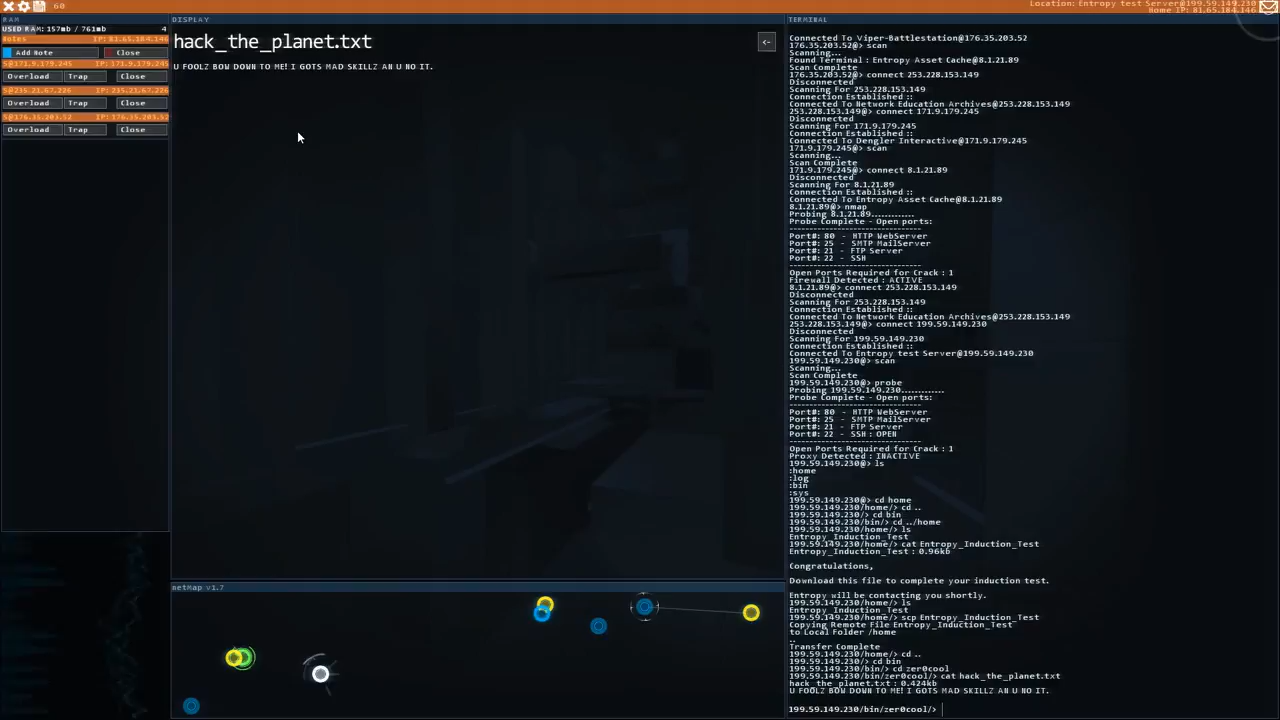 60
Location: Entropy test Server@199.59.149.230
Home IP: 81.65.184.146
RAM
USED RAM: 157mb / 761mb 4
Notes IP: 81.65.184.146
Add Note Close
S@171.9.179.245 IP: 171.9.179.245
Overload Trap Close
S@235.21.67.226 IP: 235.21.67.226
Overload Trap Close
S@176.35.203.52 IP: 176.35.203.52
Overload Trap Close
DISPLAY
hack_the_planet.txt
<-
U FOOLZ BOW DOWN TO ME! I GOTS MAD SKILLZ AN U NO IT.
netMap v1.7
TERMINAL
Connected To Viper-Battlestation@176.35.203.52
176.35.203.52@> scan
Scanning...
Found Terminal : Entropy Asset Cache@8.1.21.89
Scan Complete
176.35.203.52@> connect 253.228.153.149
Disconnected
Scanning For 253.228.153.149
Connection Established ::
Connected To Network Education Archives@253.228.153.149
253.228.153.149@> connect 171.9.179.245
Disconnected
Scanning For 171.9.179.245
Connection Established ::
Connected To Dengler Interactive@171.9.179.245
171.9.179.245@> scan
Scanning...
Scan Complete
171.9.179.245@> connect 8.1.21.89
Disconnected
Scanning For 8.1.21.89
Connection Established ::
Connected To Entropy Asset Cache@8.1.21.89
8.1.21.89@> nmap
Probing 8.1.21.89.............
Probe Complete - Open ports:
---------------------------------
Port#: 80 - HTTP WebServer
Port#: 25 - SMTP MailServer
Port#: 21 - FTP Server
Port#: 22 - SSH
---------------------------------
Open Ports Required for Crack : 1
Firewall Detected : ACTIVE
8.1.21.89@> connect 253.228.153.149
Disconnected
Scanning For 253.228.153.149
Connection Established ::
Connected To Network Education Archives@253.228.153.149
253.228.153.149@> connect 199.59.149.230
Disconnected
Scanning For 199.59.149.230
Connection Established ::
Connected To Entropy test Server@199.59.149.230
199.59.149.230@> scan
Scanning...
Scan Complete
199.59.149.230@> probe
Probing 199.59.149.230.............
Probe Complete - Open ports:
---------------------------------
Port#: 80 - HTTP WebServer
Port#: 25 - SMTP MailServer
Port#: 21 - FTP Server
Port#: 22 - SSH : OPEN
---------------------------------
Open Ports Required for Crack : 1
Proxy Detected : INACTIVE
199.59.149.230@> ls
:home
:log
:bin
:sys
199.59.149.230@> cd home
199.59.149.230/home/> cd ..
199.59.149.230/> cd bin
199.59.149.230/bin/> cd ../home
199.59.149.230/home/> ls
Entropy_Induction_Test
199.59.149.230/home/> cat Entropy_Induction_Test
Entropy_Induction_Test : 0.96kb
Congratulations,
Download this file to complete your induction test.
Entropy will be contacting you shortly.
199.59.149.230/home/> ls
Entropy_Induction_Test
199.59.149.230/home/> scp Entropy_Induction_Test
Copying Remote File Entropy_Induction_Test
to Local Folder /home
..
Transfer Complete
199.59.149.230/home/> cd ..
199.59.149.230/> cd bin
199.59.149.230/bin/> cd zer0cool
199.59.149.230/bin/zer0cool/> cat hack_the_planet.txt
hack_the_planet.txt : 0.424kb
U FOOLZ BOW DOWN TO ME! I GOTS MAD SKILLZ AN U NO IT.
199.59.149.230/bin/zer0cool/>